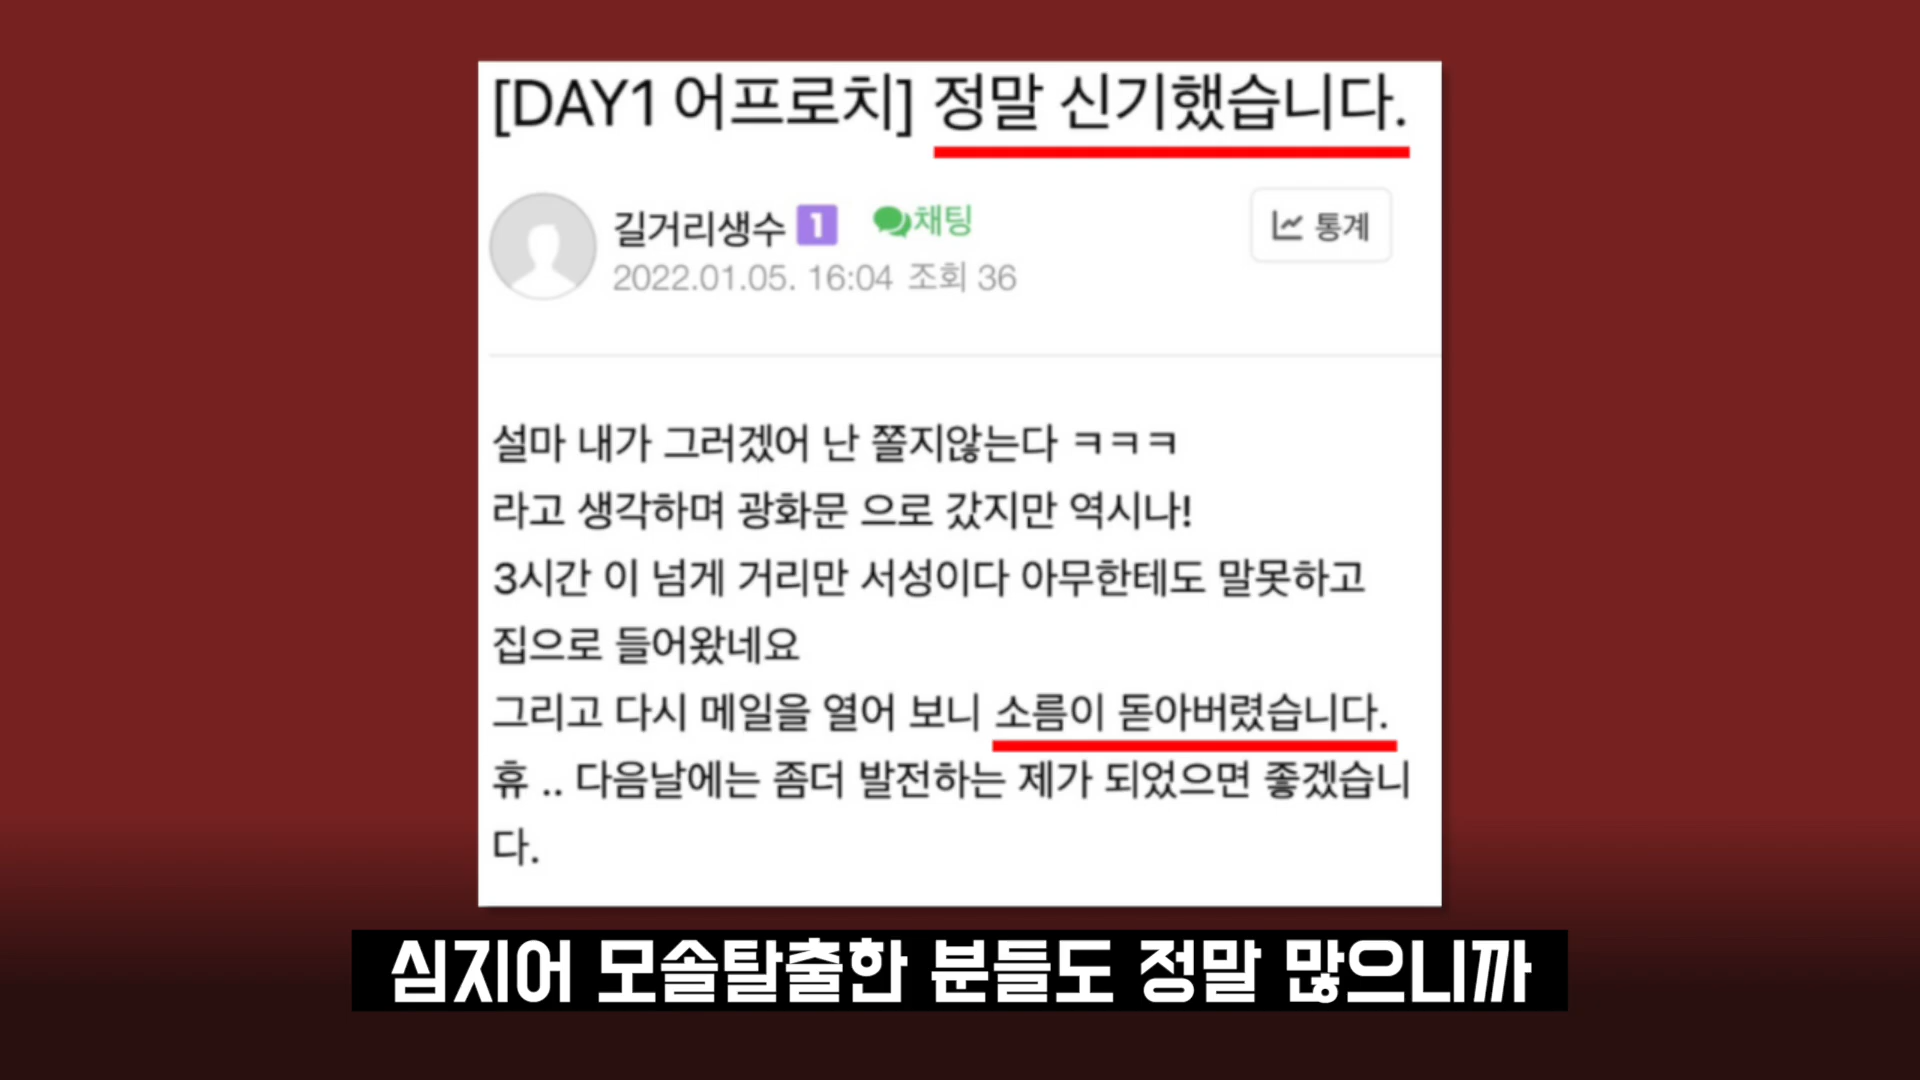 [DAY1 어프로치] 정말 신기했습니다.
길거리생수 1 채팅
통계
2022.01.05. 16:04 조회 36
설마 내가 그러겠어 난 쫄지않는다 ㅋㅋㅋ
라고 생각하며 광화문 으로 갔지만 역시나!
3시간 이 넘게 거리만 서성이다 아무한테도 말못하고
집으로 들어왔네요
그리고 다시 메일을 열어 보니 소름이 돋아버렸습니다.
휴 .. 다음날에는 좀더 발전하는 제가 되었으면 좋겠습니
다.
심지어 모솔탈출한 분들도 정말 많으니까